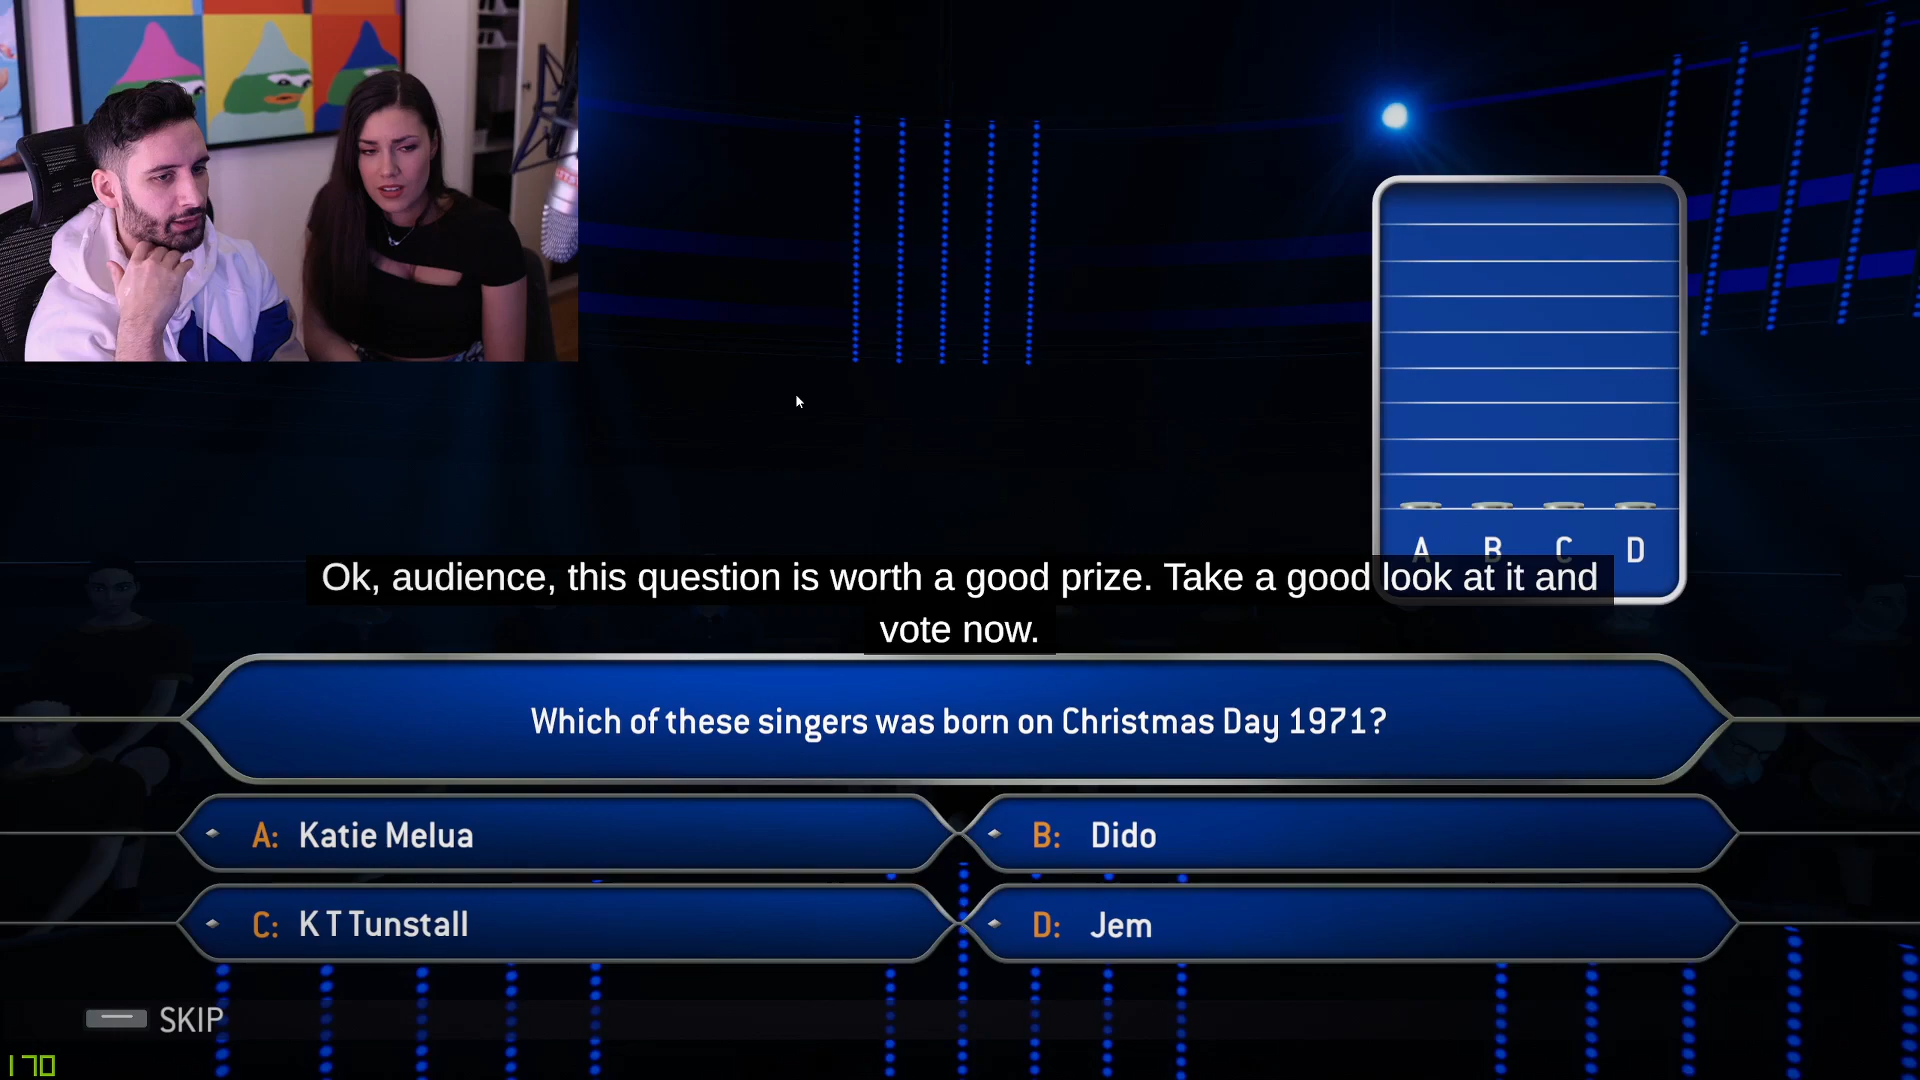 A B C D
Ok, audience, this question is worth a good prize. Take a good look at it and
vote now.
Which of these singers was born on Christmas Day 1971?
A: Katie Melua
B: Dido
C: K T Tunstall
D: Jem
SKIP
170